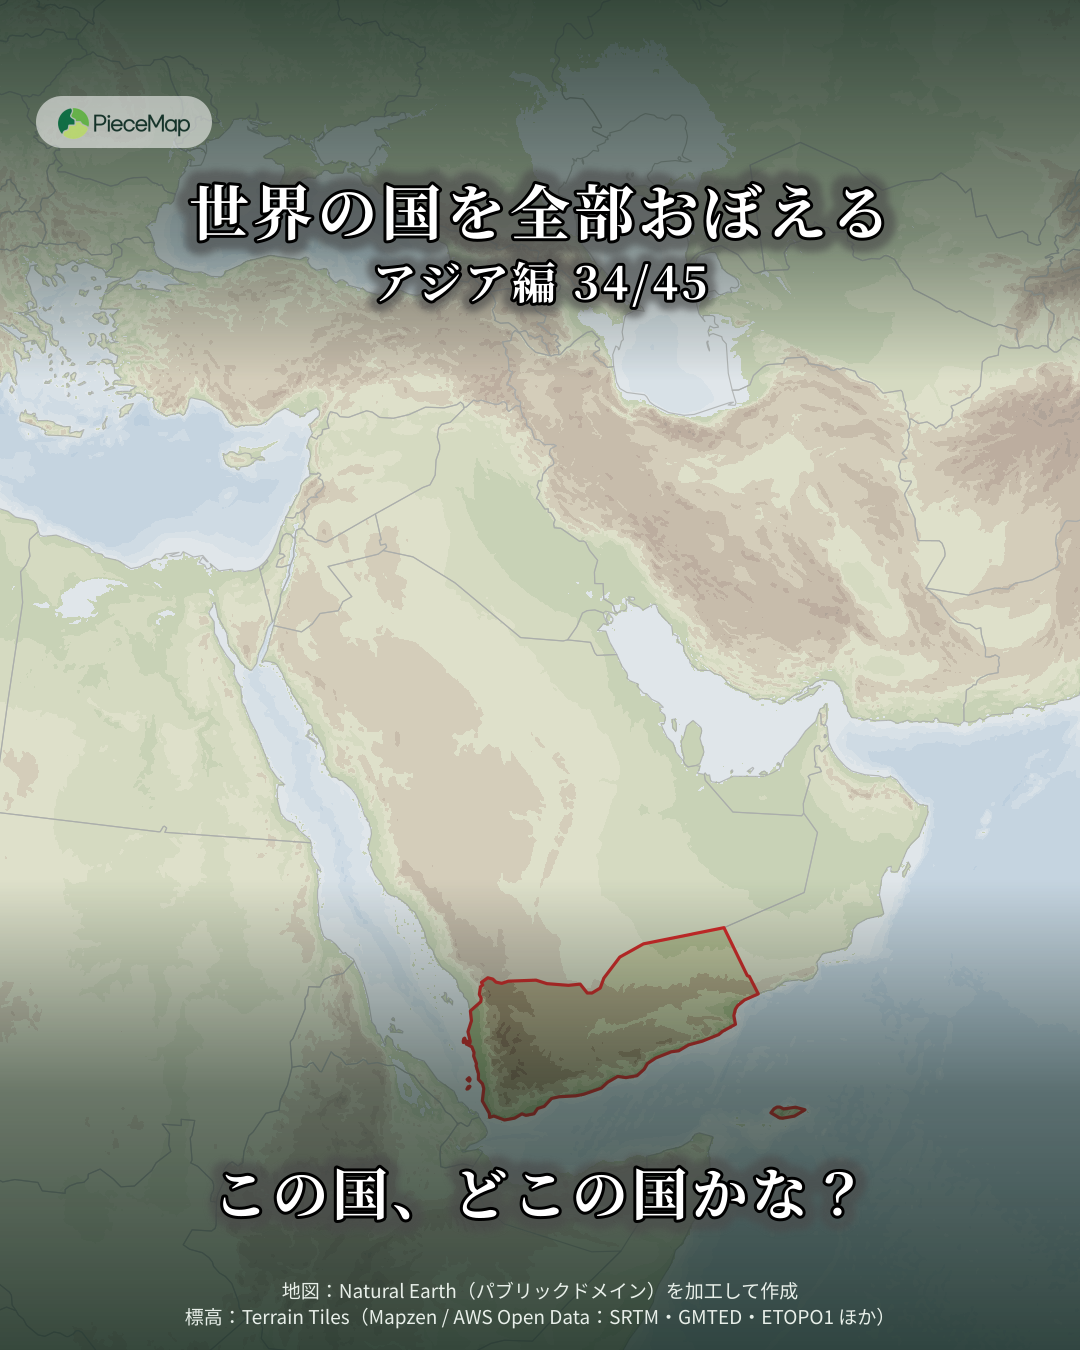 PieceMap
世界の国を全部おぼえる
アジア編 34/45
この国、どこの国かな？
地図：Natural Earth（パブリックドメイン）を加工して作成
標高：Terrain Tiles（Mapzen / AWS Open Data：SRTM・GMTED・ETOPO1 ほか）